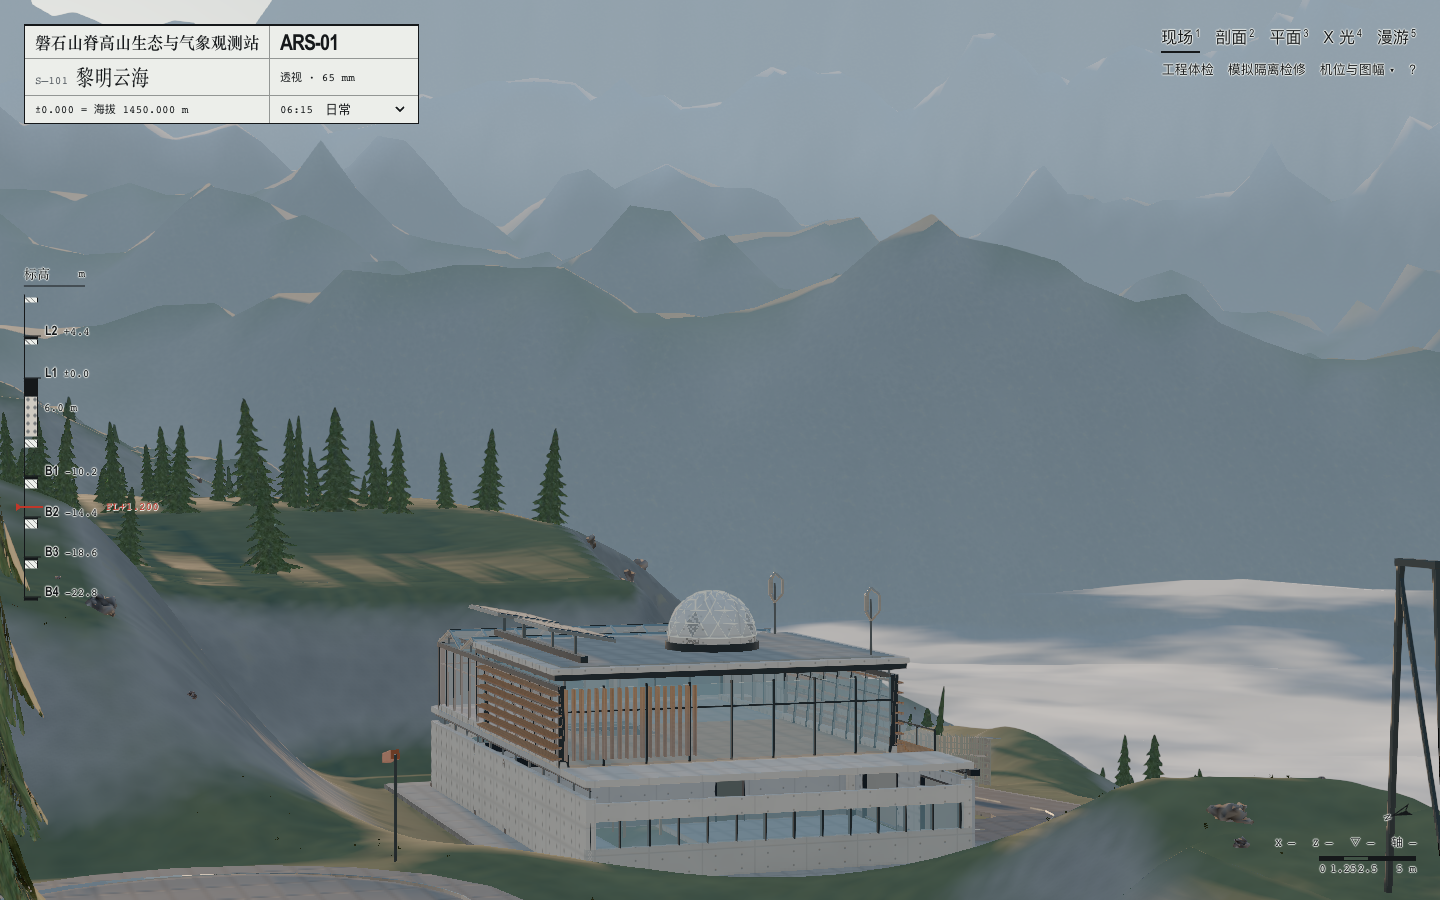 磐石山脊高山生态与气象观测站 ARS-01
S-101 黎明云海 透视 · 65 mm
±0.000 = 海拔 1450.000 m 06:15 日常
现场1 剖面2 平面3 X 光4 漫游5
工程体检 模拟隔离检修 机位与图幅 ▾ ?
标高 m
L2 +4.4
L1 ±0.0
6.0 m
B1 -10.2
B2 -14.4
B3 -18.6
B4 -22.8
N
X — Z — ▽ — 轴 —
0 1.25 2.5 5 m